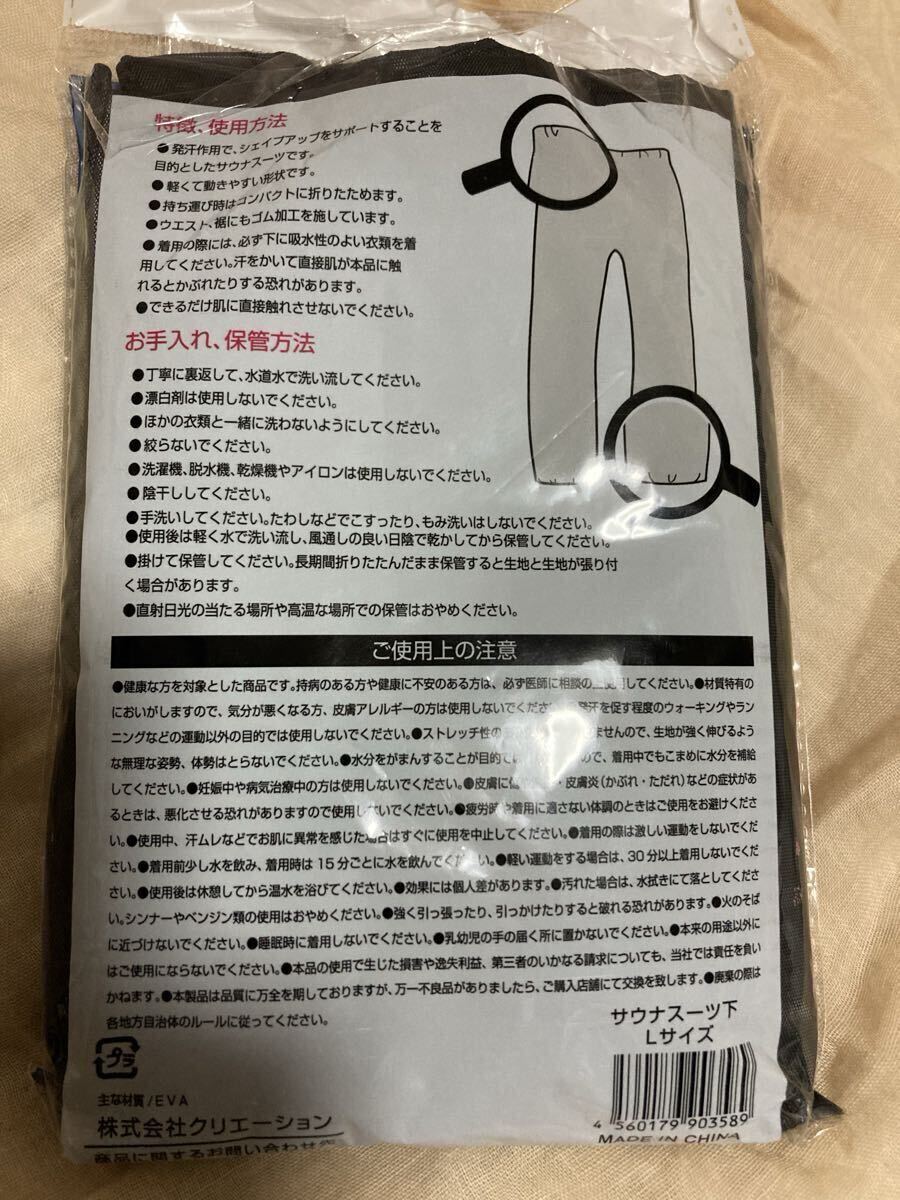 特徴、使用方法
●発汗作用で、シェイプアップをサポートすることを
目的としたサウナスーツです。
●軽くて動きやすい形状です。
●持ち運び時はコンパクトに折りたためます。
●ウエスト、裾にもゴム加工を施しています。
●着用の際には、必ず下に吸水性のよい衣類を着
用してください。汗をかいて直接肌が本品に触
れるとかぶれたりする恐れがあります。
●できるだけ肌に直接触れさせないでください。
お手入れ、保管方法
●丁寧に裏返して、水道水で洗い流してください。
●漂白剤は使用しないでください。
●ほかの衣類と一緒に洗わないようにしてください。
●絞らないでください。
●洗濯機、脱水機、乾燥機やアイロンは使用しないでください。
●陰干ししてください。
●手洗いしてください。たわしなどでこすったり、もみ洗いはしないでください。
●使用後は軽く水で洗い流し、風通しの良い日陰で乾かしてから保管してください。
●掛けて保管してください。長期間折りたたんだまま保管すると生地と生地が張り付
く場合があります。
●直射日光の当たる場所や高温な場所での保管はおやめください。
ご使用上の注意
●健康な方を対象とした商品です。持病のある方や健康に不安のある方は、必ず医師に相談の上使用してください。●材質特有の
においがしますので、気分が悪くなる方、皮膚アレルギーの方は使用しないでください 発汗を促す程度のウォーキングやラン
ニングなどの運動以外の目的では使用しないでください。●ストレッチ性の ませんので、生地が強く伸びるよう
な無理な姿勢、体勢はとらないでください。●水分をがまんすることが目的で ので、着用中でもこまめに水分を補給
してください。●妊娠中や病気治療中の方は使用しないでください。●皮膚に ・皮膚炎(かぶれ・ただれ)などの症状があ
るときは、悪化させる恐れがありますので使用しないでください。●疲労時や着用に適さない体調のときはご使用をお避けくださ
い。●使用中、汗ムレなどでお肌に異常を感じた場合はすぐに使用を中止してください。●着用の際は激しい運動をしないでくだ
さい。●着用前少し水を飲み、着用時は15分ごとに水を飲んでください。●軽い運動をする場合は、30分以上着用しないでくだ
さい。●使用後は休憩してから温水を浴びてください。●効果には個人差があります。●汚れた場合は、水拭きにて落としてくださ
い。シンナーやベンジン類の使用はおやめください。●強く引っ張ったり、引っかけたりすると破れる恐れがあります。●火のそば
に近づけないでください。●睡眠時に着用しないでください。●乳幼児の手の届く所に置かないでください。●本来の用途以外に
はご使用にならないでください。●本品の使用で生じた損害や逸失利益、第三者のいかなる請求についても、当社では責任を負い
かねます。●本製品は品質に万全を期しておりますが、万一不良品がありましたら、ご購入店舗にて交換を致します。●廃棄の際は
各地方自治体のルールに従ってください。
サウナスーツ下
Lサイズ
プラ
主な材質/EVA
株式会社クリエーション
商品に関するお問い合わせ先
4 560179 903589
MADE IN CHINA